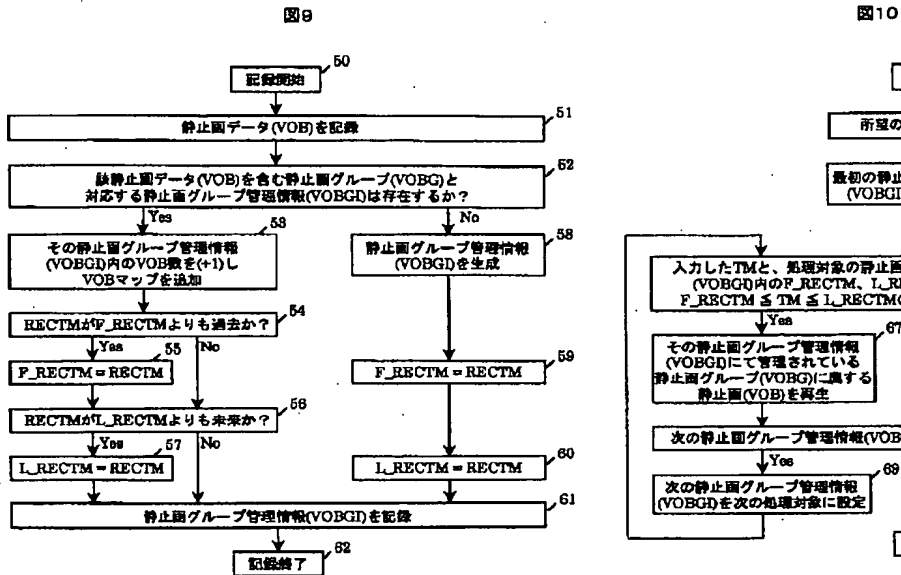 図9
50
記録開始
51
静止画データ(VOB)を記録
52
該静止画データ(VOB)を含む静止画グループ(VOBG)と
対応する静止画グループ管理情報(VOBGI)は存在するか?
Yes
No
53
その静止画グループ管理情報
(VOBGI)内のVOB数を(+1)し
VOBマップを追加
58
静止画グループ管理情報
(VOBGI)を生成
54
RECTMがF_RECTMよりも過去か?
Yes
No
55
F_RECTM = RECTM
59
F_RECTM = RECTM
56
RECTMがL_RECTMよりも未来か?
Yes
No
57
L_RECTM = RECTM
60
L_RECTM = RECTM
61
静止画グループ管理情報(VOBGI)を記録
62
記録終了
図10
所望の
最初の静止
(VOBGI
入力したTMと、処理対象の静止画
(VOBGI)内のF_RECTM、L_RE
F_RECTM ≦ TM ≦ L_RECTMの
Yes
67
その静止画グループ管理情報
(VOBGI)にて管理されている
静止画グループ(VOBG)に属する
静止画(VOB)を再生
次の静止画グループ管理情報(VOB
Yes
69
次の静止画グループ管理情報
(VOBGI)を次の処理対象に設定